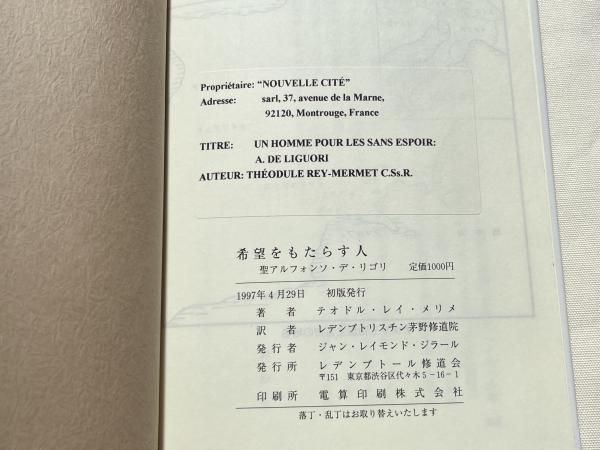 Propriétaire: “NOUVELLE CITÉ”
Adresse: sarl, 37, avenue de la Marne,
92120, Montrouge, France
TITRE: UN HOMME POUR LES SANS ESPOIR:
A. DE LIGUORI
AUTEUR: THÉODULE REY-MERMET C.Ss.R.
希望をもたらす人
聖アルフォンソ・デ・リゴリ 定価1000円
1997年4月29日 初版発行
著者 テオドル・レイ・メリメ
訳者 レデンプトリスチン茅野修道院
発行者 ジャン・レイモンド・ジラール
発行所 レデンプトール修道会
〒151 東京都渋谷区代々木5-16-1
印刷所 電算印刷株式会社
落丁・乱丁はお取り替えいたします